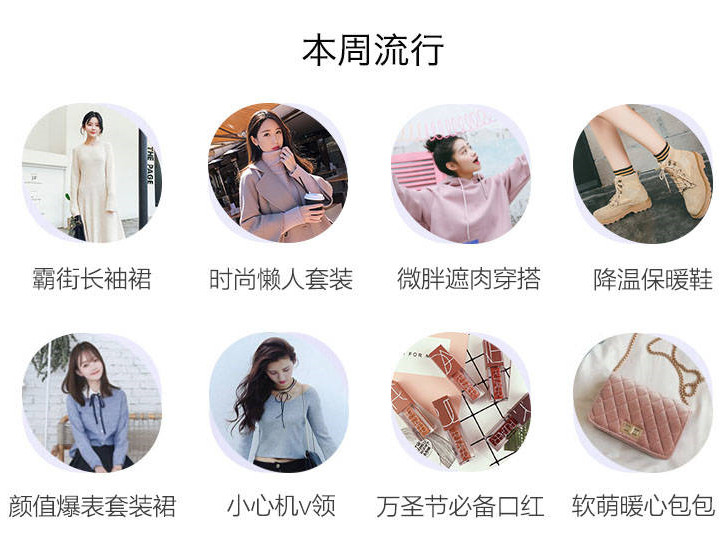 本周流行
THE PAGE
霸街长袖裙
时尚懒人套装
微胖遮肉穿搭
降温保暖鞋
颜值爆表套装裙
小心机v领
万圣节必备口红
软萌暖心包包